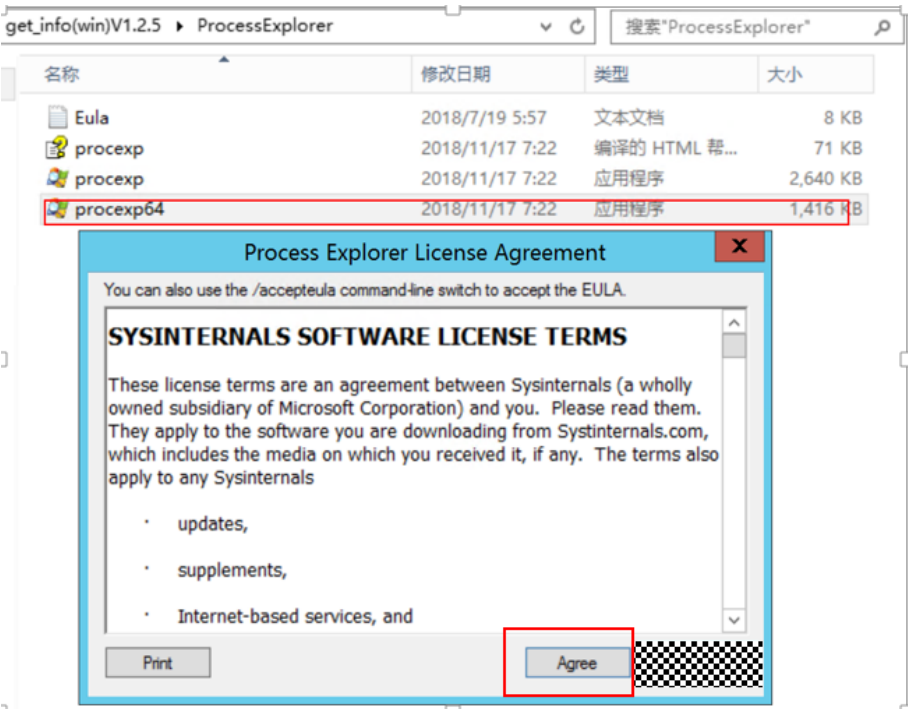 get_info(win)V1.2.5 ▸ ProcessExplorer
搜索"ProcessExplorer"
名称 修改日期 类型 大小
Eula 2018/7/19 5:57 文本文档 8 KB
procexp 2018/11/17 7:22 编译的 HTML 帮... 71 KB
procexp 2018/11/17 7:22 应用程序 2,640 KB
procexp64 2018/11/17 7:22 应用程序 1,416 KB
Process Explorer License Agreement
You can also use the /accepteula command-line switch to accept the EULA.
SYSINTERNALS SOFTWARE LICENSE TERMS
These license terms are an agreement between Sysinternals (a wholly
owned subsidiary of Microsoft Corporation) and you. Please read them.
They apply to the software you are downloading from Systinternals.com,
which includes the media on which you received it, if any. The terms also
apply to any Sysinternals
· updates,
· supplements,
· Internet-based services, and
Print Agree